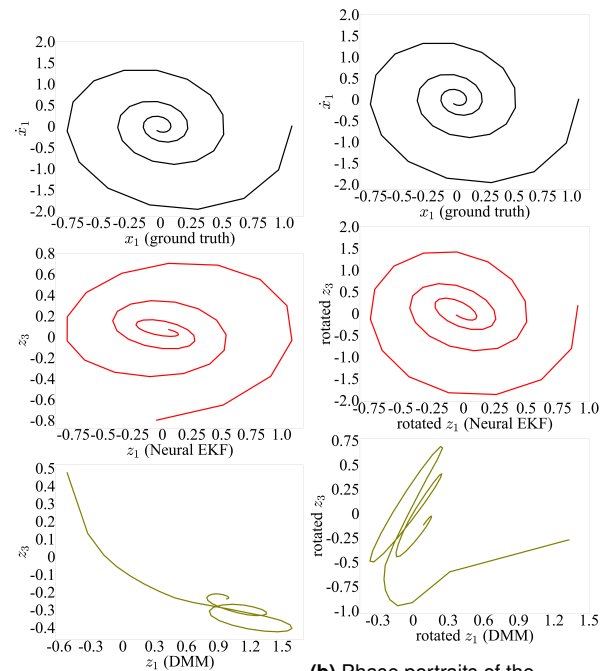 2.0
1.5
1.0
0.5
0
-0.5
-1.0
-1.5
-2.0
ẋ1
-0.75 -0.5 -0.25 0 0.25 0.5 0.75 1.0
x1 (ground truth)
2.0
1.5
1.0
0.5
0
-0.5
-1.0
-1.5
-2.0
ẋ1
-0.75 -0.5 -0.25 0 0.25 0.5 0.75 1.0
x1 (ground truth)
0.8
0.6
0.4
0.2
0
-0.2
-0.4
-0.6
-0.8
z3
-0.75 -0.5 -0.25 0 0.25 0.5 0.75 1.0
z1 (Neural EKF)
2.0
1.5
1.0
0.5
0
-0.5
-1.0
-1.5
-2.0
rotated z3
-0.75 -0.5 -0.25 0 0.25 0.5 0.75 1.0
rotated z1 (Neural EKF)
0.5
0.4
0.3
0.2
0.1
0
-0.1
-0.2
-0.3
-0.4
z3
-0.6 -0.3 0 0.3 0.6 0.9 1.2 1.5
z1 (DMM)
0.75
0.5
0.25
0
-0.25
-0.5
-0.75
-1.0
rotated z3
-0.3 0 0.3 0.6 0.9 1.2 1.5
rotated z1 (DMM)
(b) Phase portraits of the